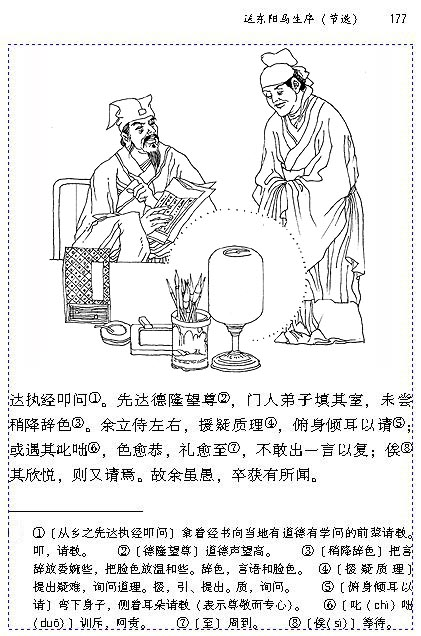 送东阳马生序（节选） 177
达执经叩问①。先达德隆望尊②，门人弟子填其室，未尝
稍降辞色③。余立侍左右，援疑质理④，俯身倾耳以请⑤；
或遇其叱咄⑥，色愈恭，礼愈至⑦，不敢出一言以复；俟⑧
其欣悦，则又请焉。故余虽愚，卒获有所闻。
①〔从乡之先达执经叩问〕拿着经书向当地有道德有学问的前辈请教。
叩，请教。 ②〔德隆望尊〕道德声望高。 ③〔稍降辞色〕把言
辞放委婉些，把脸色放温和些。辞色，言语和脸色。 ④〔援疑质理〕
提出疑难，询问道理。援，引、提出。质，询问。 ⑤〔俯身倾耳以
请〕弯下身子，侧着耳朵请教（表示尊敬而专心）。 ⑥〔叱（chì）咄
(duō)〕训斥，呵责。 ⑦〔至〕周到。 ⑧〔俟(sì)〕等待。